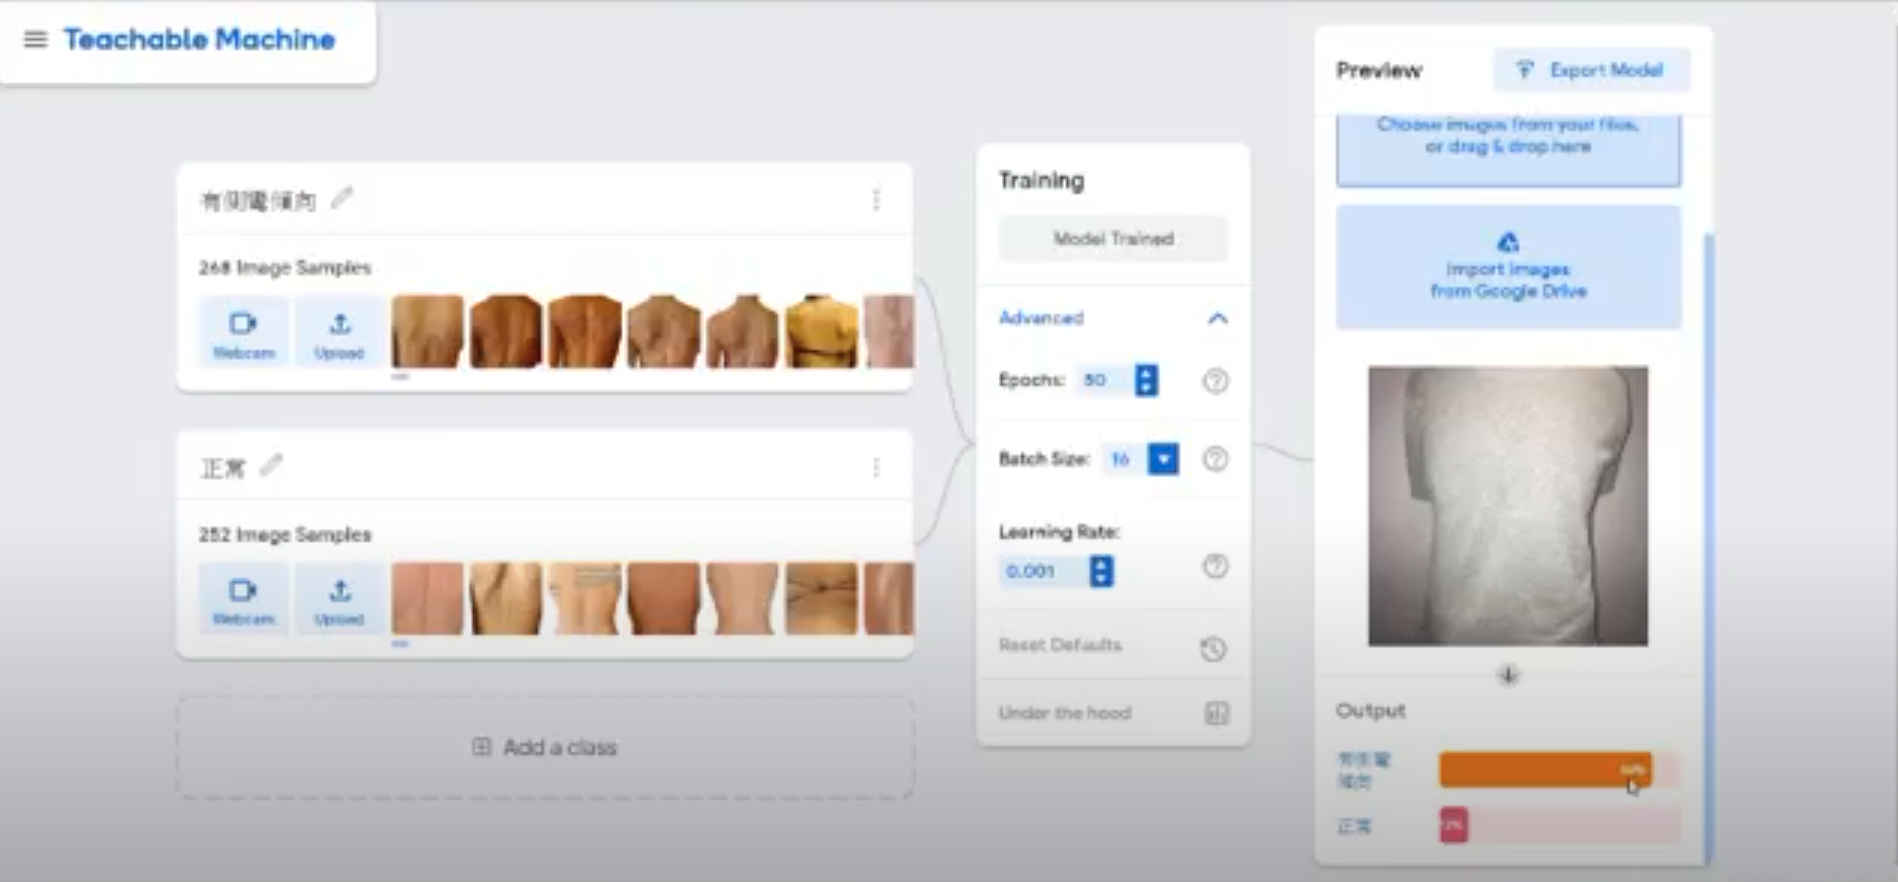 Teachable Machine
有側彎傾向
268 Image Samples
Webcam
Upload
正常
252 Image Samples
Webcam
Upload
Add a class
Training
Model Trained
Advanced
Epochs: 50
Batch Size: 16
Learning Rate:
0.001
Reset Defaults
Under the hood
Preview
Export Model
Choose images from your files,
or drag & drop here
Import images
from Google Drive
Output
有側彎
傾向
正常